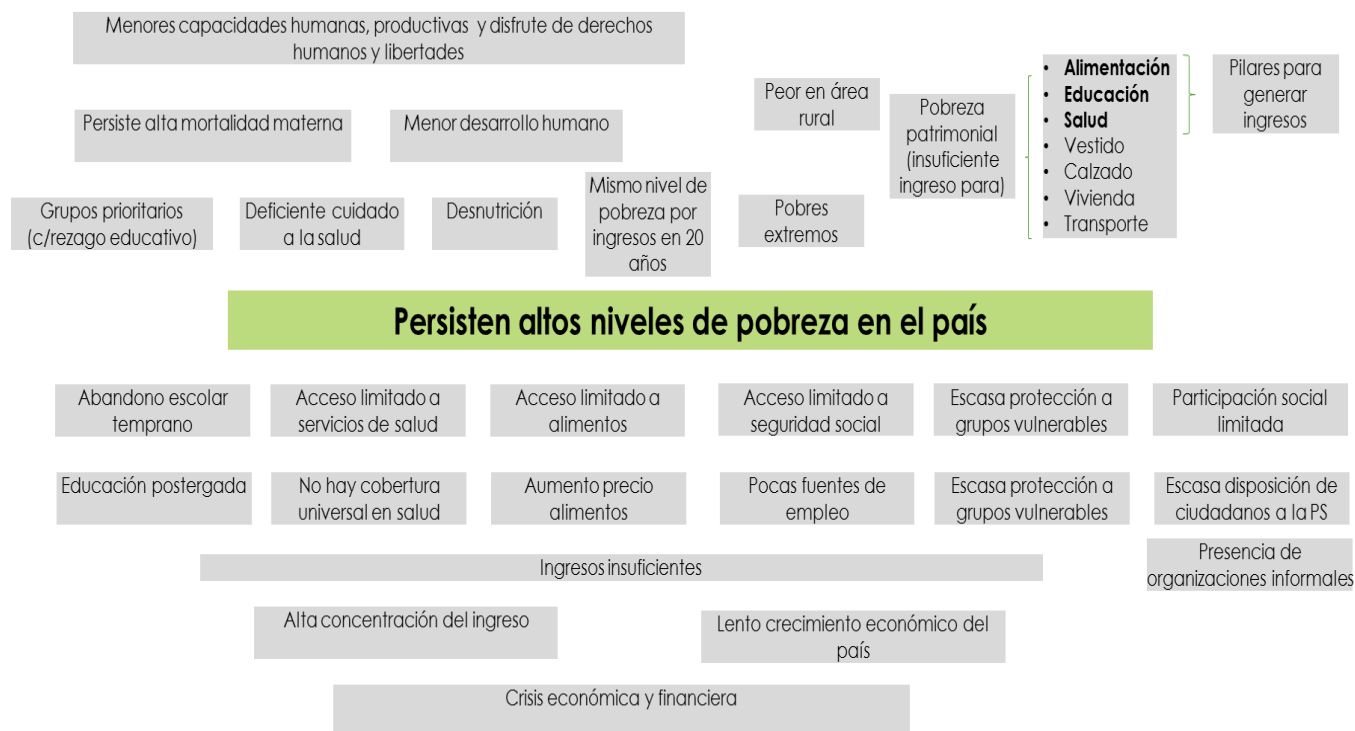 Menores capacidades humanas, productivas y disfrute de derechos
humanos y libertades
Persiste alta mortalidad materna
Menor desarrollo humano
Peor en área
rural
Pobreza
patrimonial
(insuficiente
ingreso para)
• Alimentación
• Educación
• Salud
• Vestido
• Calzado
• Vivienda
• Transporte
Pilares para
generar
ingresos
Grupos prioritarios
(c/rezago educativo)
Deficiente cuidado
a la salud
Desnutrición
Mismo nivel de
pobreza por
ingresos en 20
años
Pobres
extremos
Persisten altos niveles de pobreza en el país
Abandono escolar
temprano
Acceso limitado a
servicios de salud
Acceso limitado a
alimentos
Acceso limitado a
seguridad social
Escasa protección a
grupos vulnerables
Participación social
limitada
Educación postergada
No hay cobertura
universal en salud
Aumento precio
alimentos
Pocas fuentes de
empleo
Escasa protección a
grupos vulnerables
Escasa disposición de
ciudadanos a la PS
Ingresos insuficientes
Presencia de
organizaciones informales
Alta concentración del ingreso
Lento crecimiento económico del
país
Crisis económica y financiera